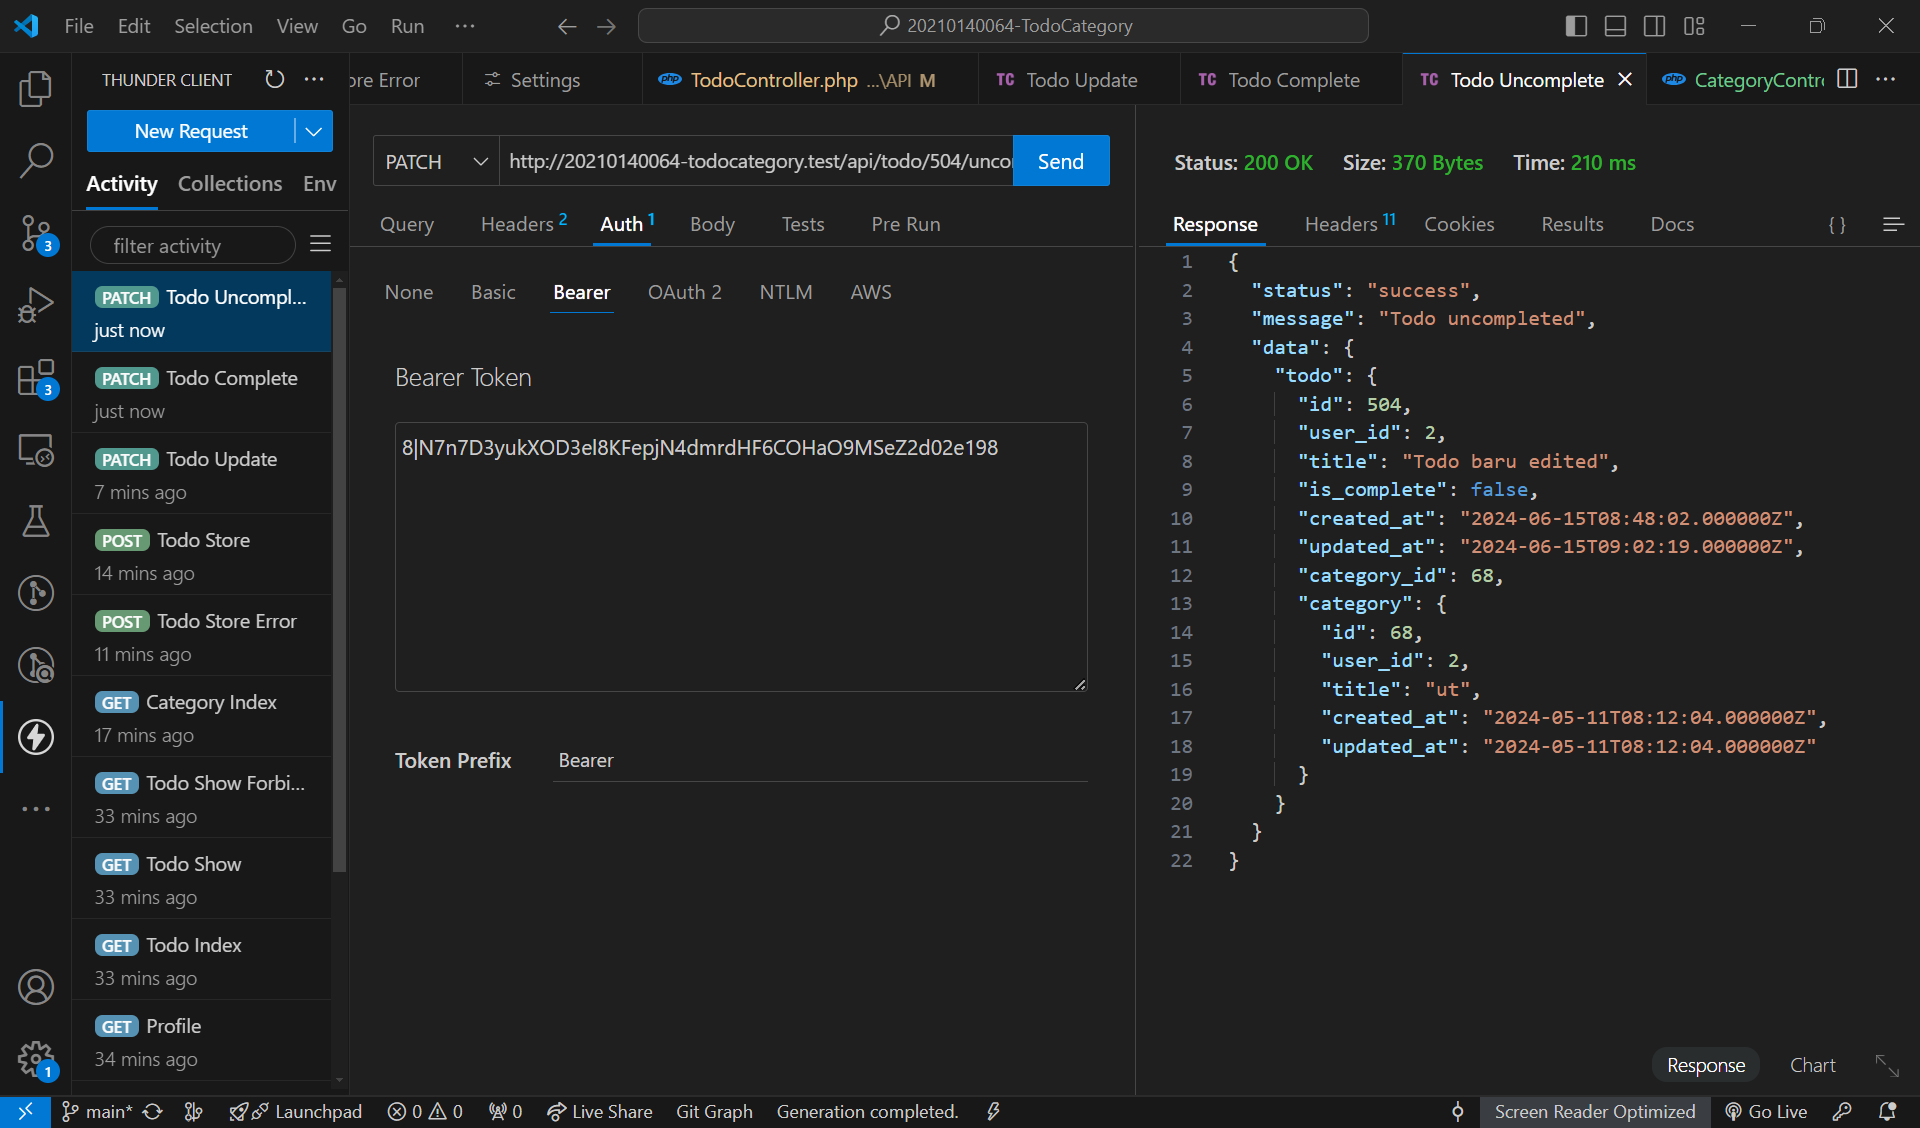 File Edit Selection View Go Run ···
20210140064-TodoCategory
THUNDER CLIENT
ore Error
Settings
TodoController.php ...\API M
TC Todo Update
TC Todo Complete
TC Todo Uncomplete
php CategoryContr
New Request
Activity Collections Env
filter activity
PATCH Todo Uncompl...
just now
PATCH Todo Complete
just now
PATCH Todo Update
7 mins ago
POST Todo Store
14 mins ago
POST Todo Store Error
11 mins ago
GET Category Index
17 mins ago
GET Todo Show Forbi...
33 mins ago
GET Todo Show
33 mins ago
GET Todo Index
33 mins ago
GET Profile
34 mins ago
3
3
1
PATCH http://20210140064-todocategory.test/api/todo/504/unco Send
Query Headers 2 Auth 1 Body Tests Pre Run
None Basic Bearer OAuth 2 NTLM AWS
Bearer Token
8|N7n7D3yukXOD3el8KFepjN4dmrdHF6COHaO9MSeZ2d02e198
Token Prefix Bearer
Status: 200 OK Size: 370 Bytes Time: 210 ms
Response Headers 11 Cookies Results Docs { }
1 {
2 "status": "success",
3 "message": "Todo uncompleted",
4 "data": {
5 "todo": {
6 "id": 504,
7 "user_id": 2,
8 "title": "Todo baru edited",
9 "is_complete": false,
10 "created_at": "2024-06-15T08:48:02.000000Z",
11 "updated_at": "2024-06-15T09:02:19.000000Z",
12 "category_id": 68,
13 "category": {
14 "id": 68,
15 "user_id": 2,
16 "title": "ut",
17 "created_at": "2024-05-11T08:12:04.000000Z",
18 "updated_at": "2024-05-11T08:12:04.000000Z"
19 }
20 }
21 }
22 }
Response Chart
main* Launchpad 0 0 0 Live Share Git Graph Generation completed. Screen Reader Optimized Go Live